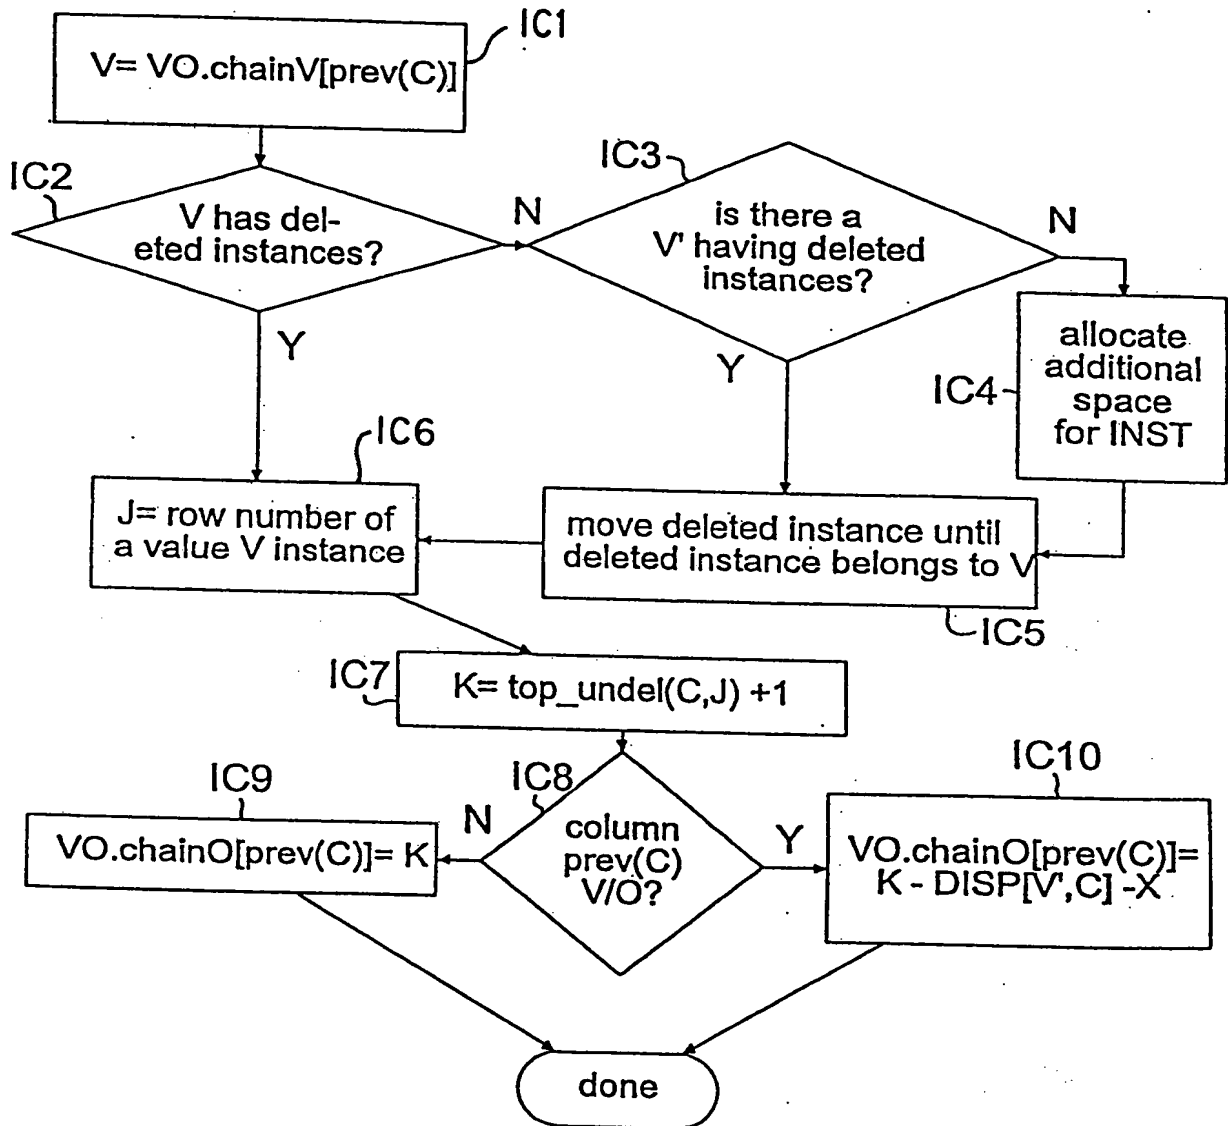 IC1
V= VO.chainV[prev(C)]
IC2
V has del-
eted instances?
N
IC3
is there a
V' having deleted
instances?
N
Y
Y
IC4
allocate
additional
space
for INST
IC6
J= row number of
a value V instance
move deleted instance until
deleted instance belongs to V
IC5
IC7
K= top_undel(C,J) +1
IC8
column
prev(C)
V/O?
N
Y
IC9
VO.chainO[prev(C)]= K
IC10
VO.chainO[prev(C)]=
K - DISP[V',C] -X
done